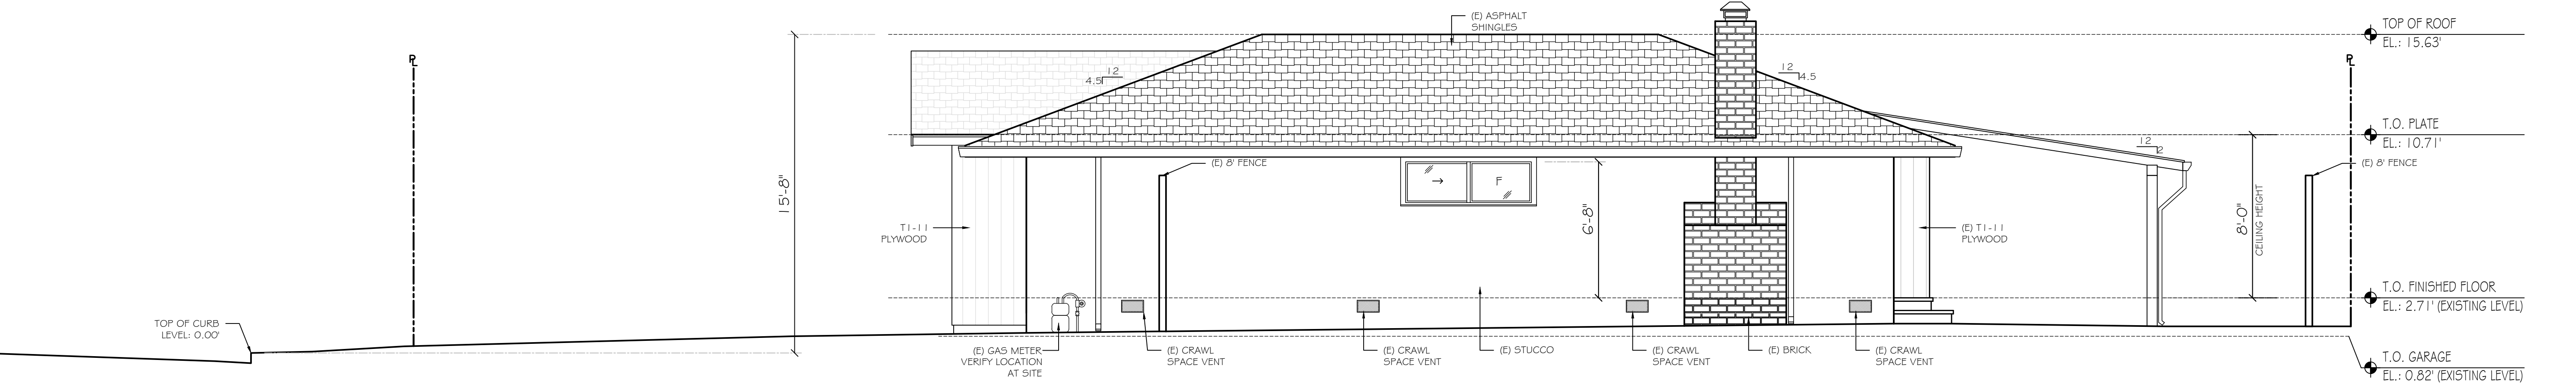 (E) ASPHALT
SHINGLES
TOP OF ROOF
EL.: 15.63'
PL
PL
12
4.5
12
4.5
T.O. PLATE
EL.: 10.71'
12
2
(E) 8' FENCE
(E) 8' FENCE
F
15'-8"
6'-8"
8'-0"
CEILING HEIGHT
T1-11
PLYWOOD
(E) T1-11
PLYWOOD
T.O. FINISHED FLOOR
EL.: 2.71' (EXISTING LEVEL)
TOP OF CURB
LEVEL: 0.00'
(E) GAS METER
VERIFY LOCATION
AT SITE
(E) CRAWL
SPACE VENT
(E) CRAWL
SPACE VENT
(E) STUCCO
(E) CRAWL
SPACE VENT
(E) BRICK
(E) CRAWL
SPACE VENT
T.O. GARAGE
EL.: 0.82' (EXISTING LEVEL)